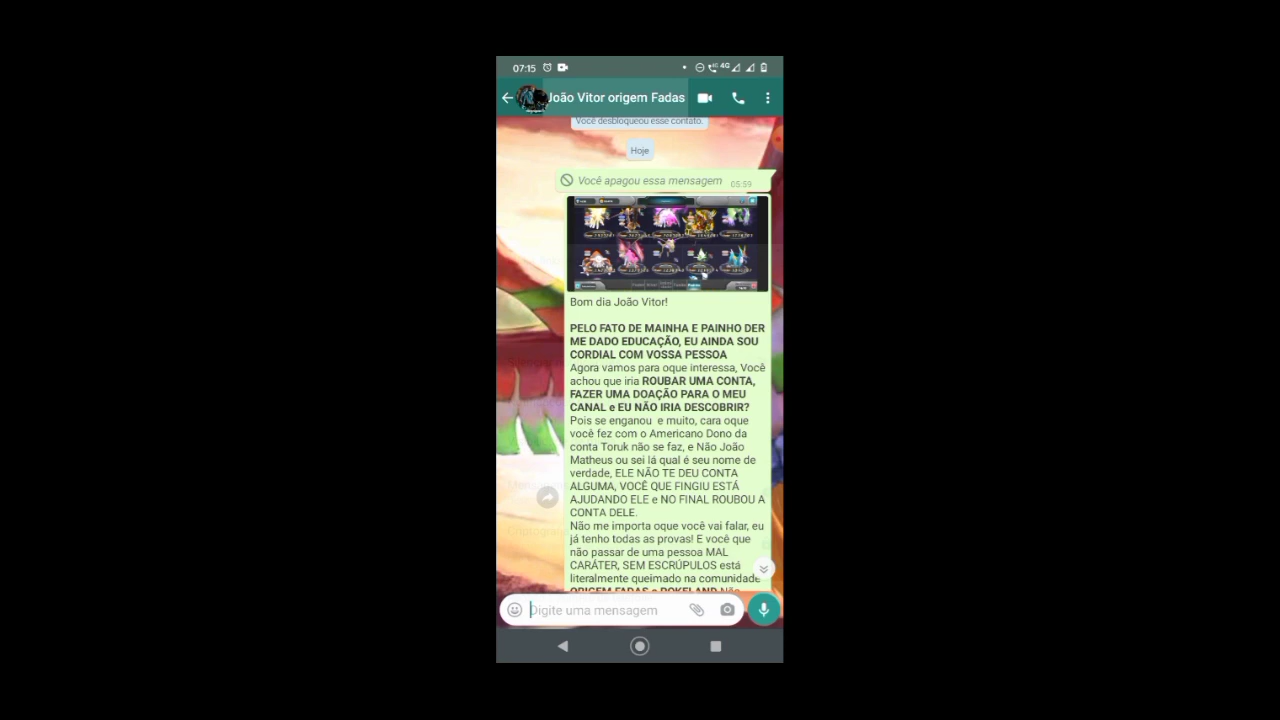 07:15
4G
João Vitor origem Fadas
Você desbloqueou esse contato.
Hoje
Você apagou essa mensagem 05:59
Bom dia João Vitor!
PELO FATO DE MAINHA E PAINHO DER
ME DADO EDUCAÇÃO, EU AINDA SOU
CORDIAL COM VOSSA PESSOA
Agora vamos para oque interessa, Você
achou que iria ROUBAR UMA CONTA,
FAZER UMA DOAÇÃO PARA O MEU
CANAL e EU NÃO IRIA DESCOBRIR?
Pois se enganou e muito, cara oque
você fez com o Americano Dono da
conta Toruk não se faz, e Não João
Matheus ou sei lá qual é seu nome de
verdade, ELE NÃO TE DEU CONTA
ALGUMA, VOCÊ QUE FINGIU ESTÁ
AJUDANDO ELE e NO FINAL ROUBOU A
CONTA DELE.
Não me importa oque você vai falar, eu
já tenho todas as provas! E você que
não passar de uma pessoa MAL
CARÁTER, SEM ESCRÚPULOS está
literalmente queimado na comunidade
ORIGEM FADAS e POKELAND Não
Digite uma mensagem